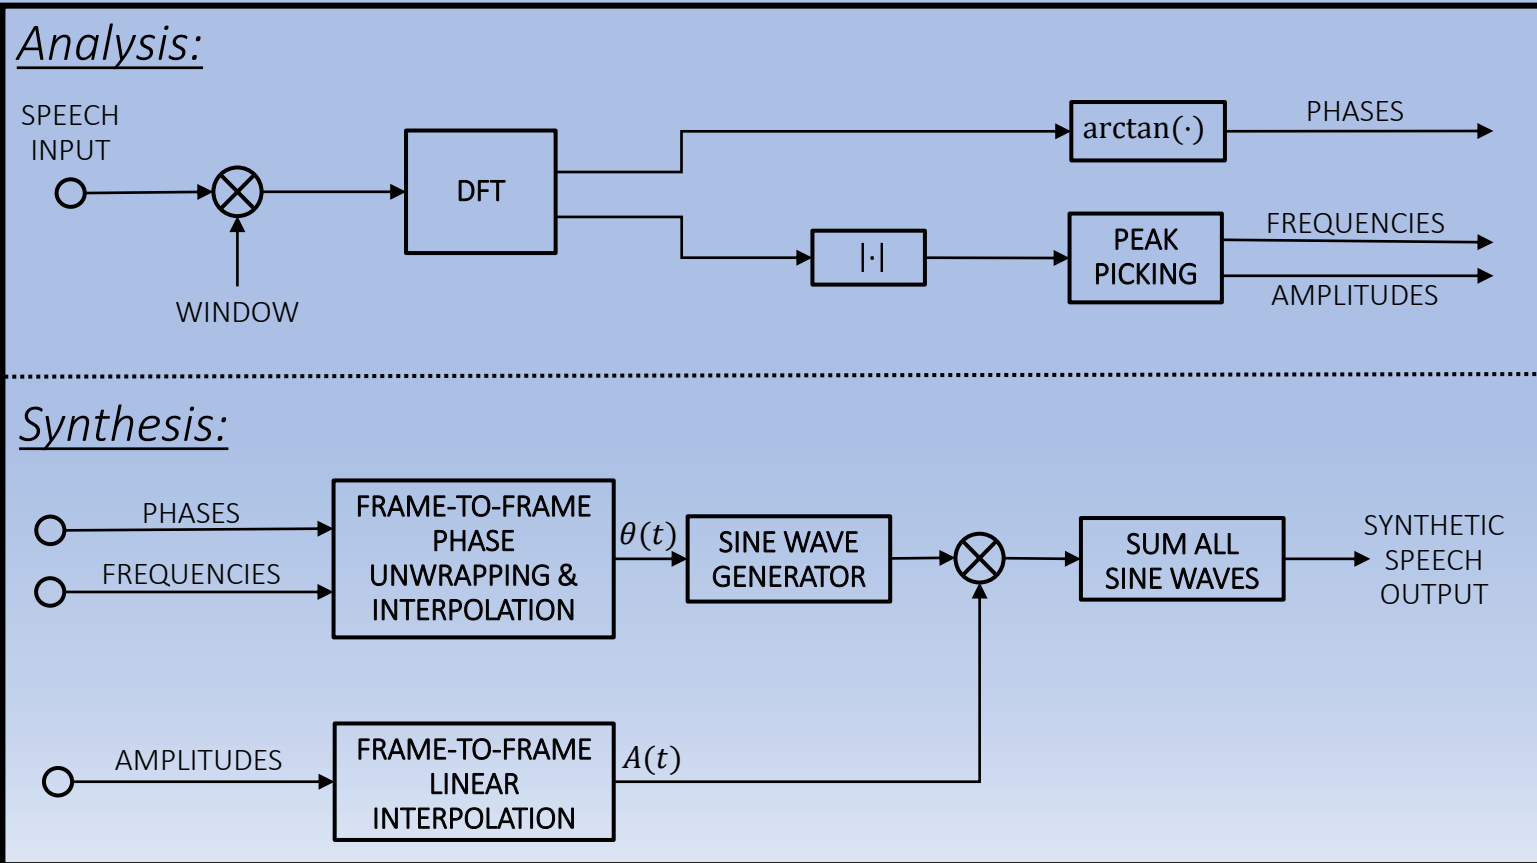 Analysis:
SPEECH
INPUT
WINDOW
DFT
arctan(·)
PHASES
|·|
PEAK
PICKING
FREQUENCIES
AMPLITUDES
Synthesis:
PHASES
FREQUENCIES
FRAME-TO-FRAME
PHASE
UNWRAPPING &
INTERPOLATION
θ(t)
SINE WAVE
GENERATOR
SUM ALL
SINE WAVES
SYNTHETIC
SPEECH
OUTPUT
AMPLITUDES
FRAME-TO-FRAME
LINEAR
INTERPOLATION
A(t)